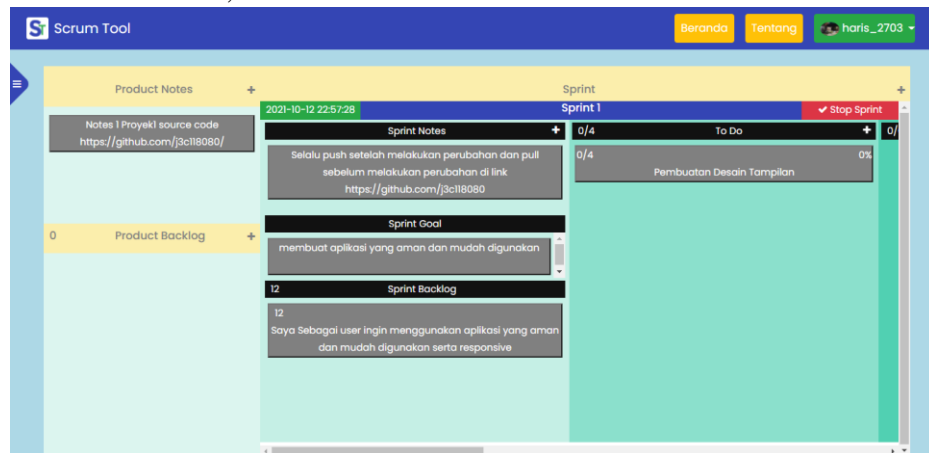 Scrum Tool
Beranda
Tentang
haris_2703
Product Notes +
Notes 1 Proyek1 source code
https://github.com/j3c118080/
0 Product Backlog +
Sprint +
2021-10-12 22:57:28 Sprint 1 Stop Sprint
Sprint Notes +
Selalu push setelah melakukan perubahan dan pull
sebelum melakukan perubahan di link
https://github.com/j3c118080
Sprint Goal
membuat aplikasi yang aman dan mudah digunakan
12 Sprint Backlog
12
Saya Sebagai user ingin menggunakan aplikasi yang aman
dan mudah digunakan serta responsive
0/4 To Do +
0/4 0%
Pembuatan Desain Tampilan
0/